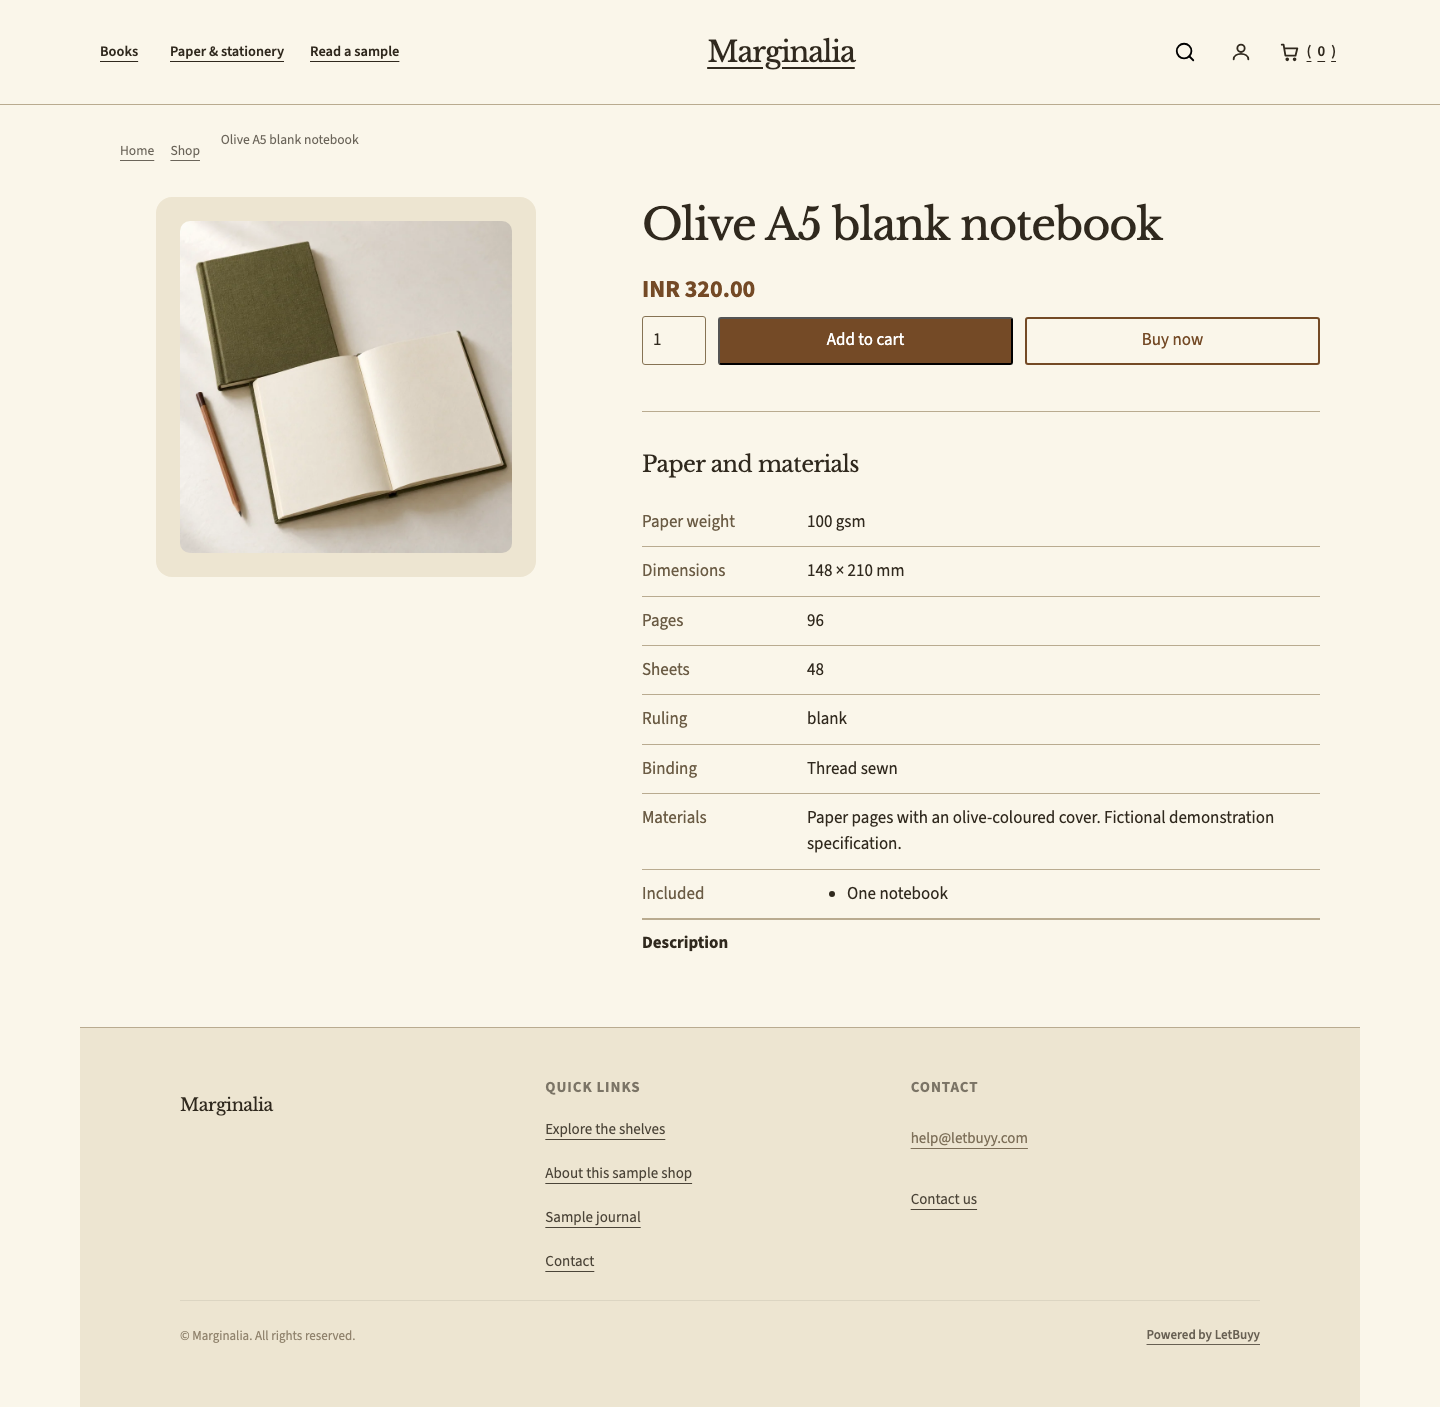 Books
Paper & stationery
Read a sample
Marginalia
( 0 )
Home
Shop
Olive A5 blank notebook
Olive A5 blank notebook
INR 320.00
1
Add to cart
Buy now
Paper and materials
Paper weight 100 gsm
Dimensions 148 × 210 mm
Pages 96
Sheets 48
Ruling blank
Binding Thread sewn
Materials Paper pages with an olive-coloured cover. Fictional demonstration
specification.
Included • One notebook
Description
Marginalia
QUICK LINKS
Explore the shelves
About this sample shop
Sample journal
Contact
CONTACT
help@letbuyy.com
Contact us
© Marginalia. All rights reserved.
Powered by LetBuyy